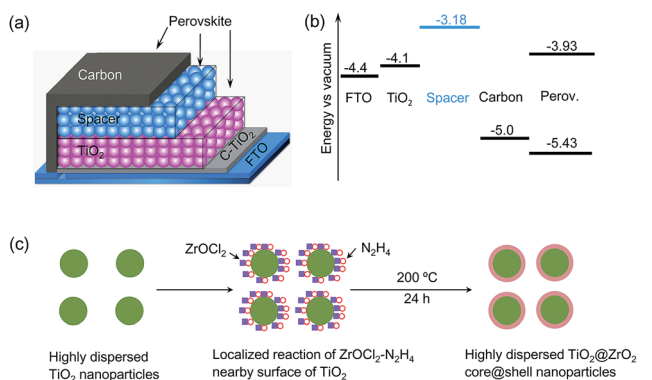 (a)
Perovskite
Carbon
Spacer
TiO₂
C-TiO₂
FTO
(b)
Energy vs vacuum
-3.18
-4.4
-4.1
-3.93
FTO
TiO₂
Spacer
Carbon
Perov.
-5.0
-5.43
(c)
ZrOCl₂
N₂H₄
200 ºC
24 h
Highly dispersed
TiO₂ nanoparticles
Localized reaction of ZrOCl₂-N₂H₄
nearby surface of TiO₂
Highly dispersed TiO₂@ZrO₂
core@shell nanoparticles